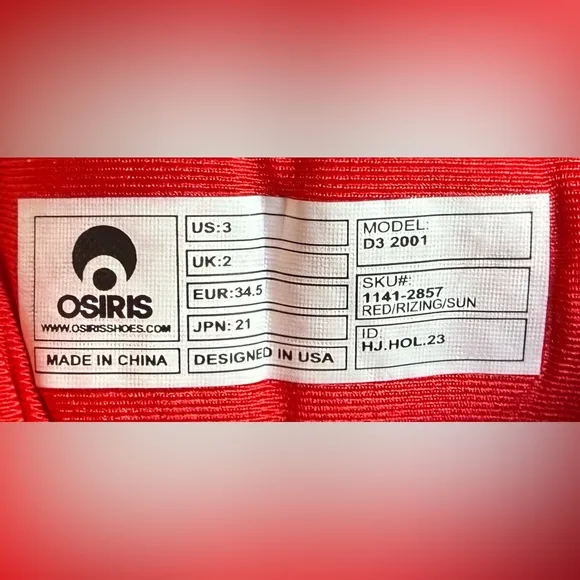 OSIRIS
WWW.OSIRISSHOES.COM
MADE IN CHINA
US:3
UK:2
EUR:34.5
JPN: 21
DESIGNED IN USA
MODEL:
D3 2001
SKU#:
1141-2857
RED/RIZING/SUN
ID:
HJ.HOL.23